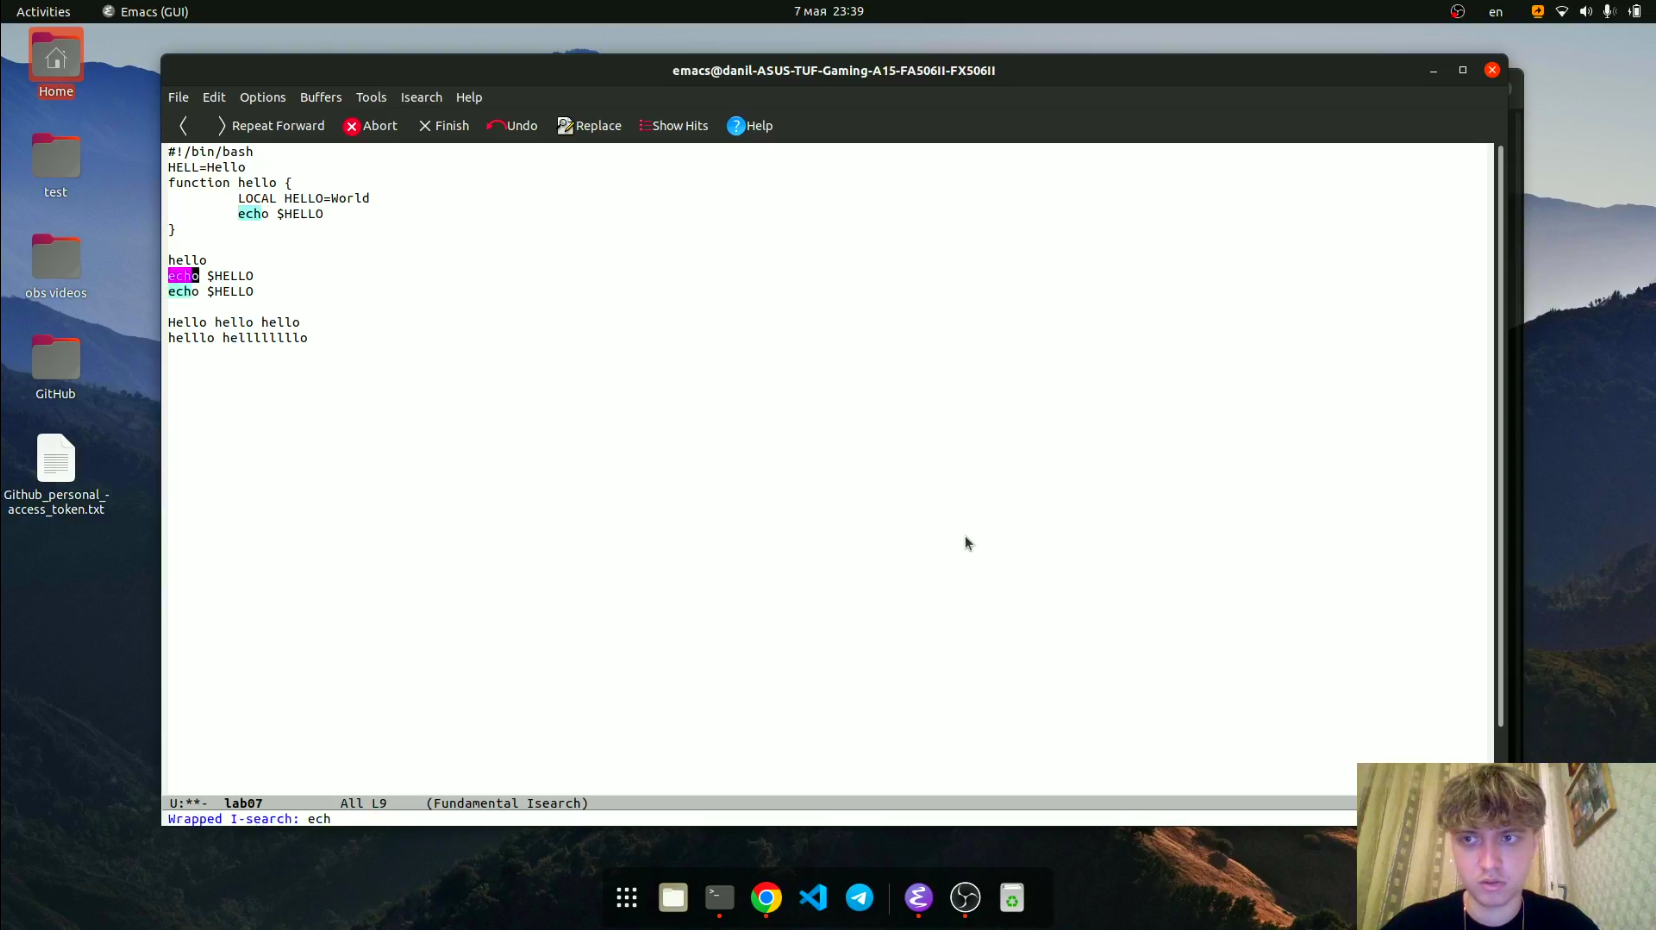 Activities
Emacs (GUI)
7 мая 23:39
en
Home
test
obs videos
GitHub
Github_personal_-
access_token.txt
emacs@danil-ASUS-TUF-Gaming-A15-FA506II-FX506II
File Edit Options Buffers Tools Isearch Help
Repeat Forward Abort Finish Undo Replace Show Hits Help
#!/bin/bash
HELL=Hello
function hello {
LOCAL HELLO=World
echo $HELLO
}
hello
echo $HELLO
echo $HELLO
Hello hello hello
helllo hellllllllo
U:**- lab07 All L9 (Fundamental Isearch)
Wrapped I-search: ech